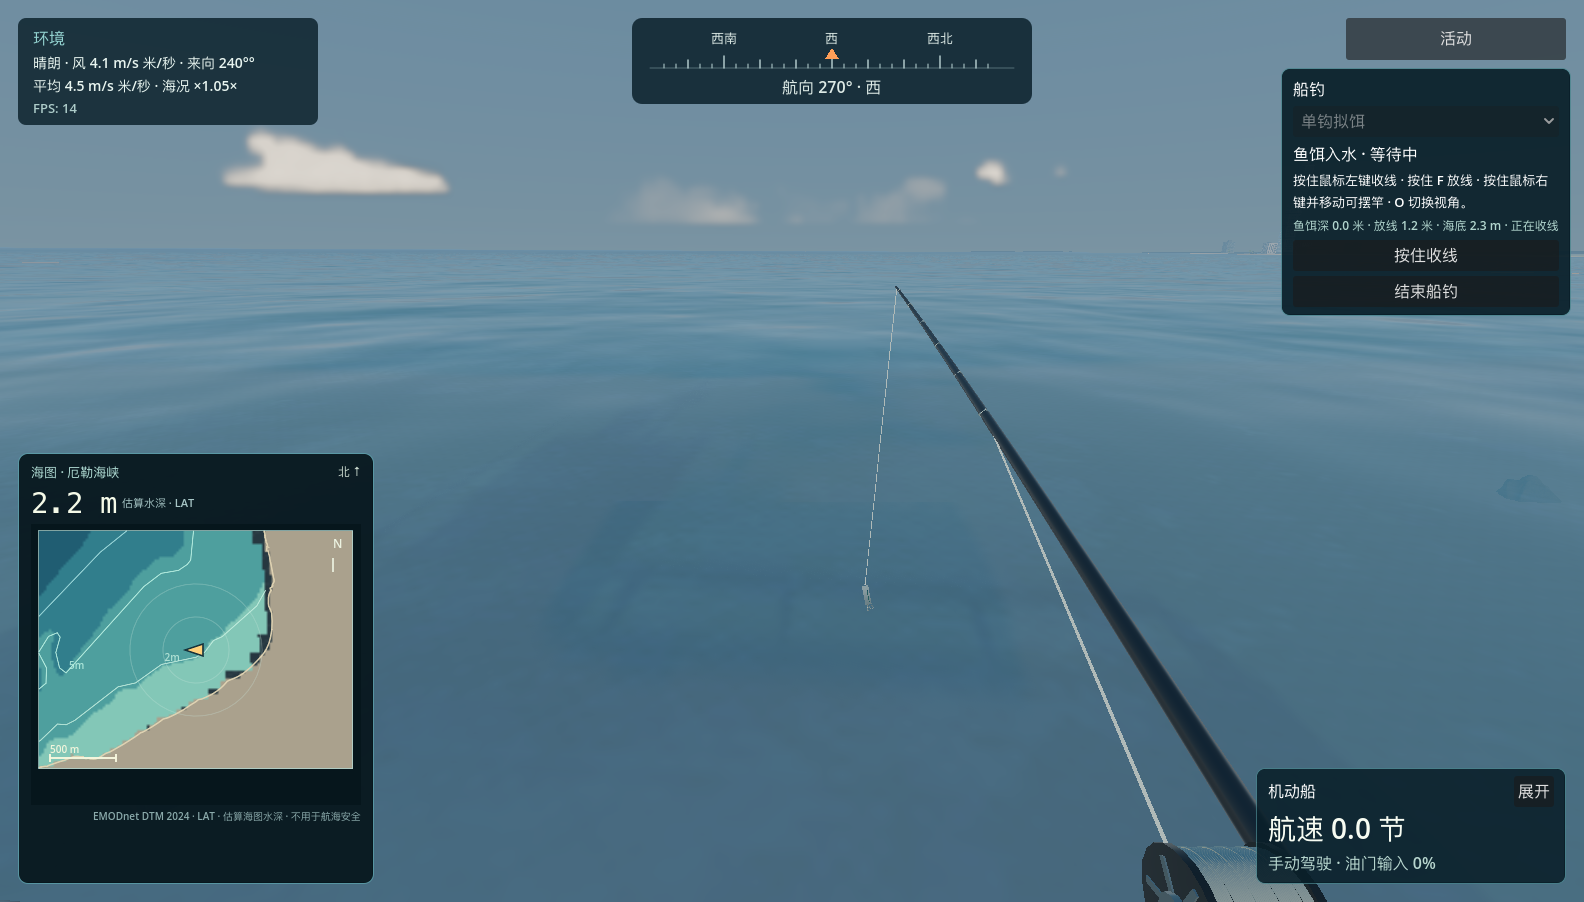 环境
晴朗 · 风 4.1 m/s 米/秒 · 来向 240°°
平均 4.5 m/s 米/秒 · 海况 ×1.05×
FPS: 14
西南 西 西北
航向 270° · 西
活动
船钓
单钩拟饵
鱼饵入水 · 等待中
按住鼠标左键收线 · 按住 F 放线 · 按住鼠标右
键并移动可摆竿 · O 切换视角。
鱼饵深 0.0 米 · 放线 1.2 米 · 海底 2.3 m · 正在收线
按住收线
结束船钓
海图 · 厄勒海峡 北 ↑
2.2 m 估算水深 · LAT
N
2m
5m
500 m
EMODnet DTM 2024 · LAT · 估算海图水深 · 不用于航海安全
机动船 展开
航速 0.0 节
手动驾驶 · 油门输入 0%